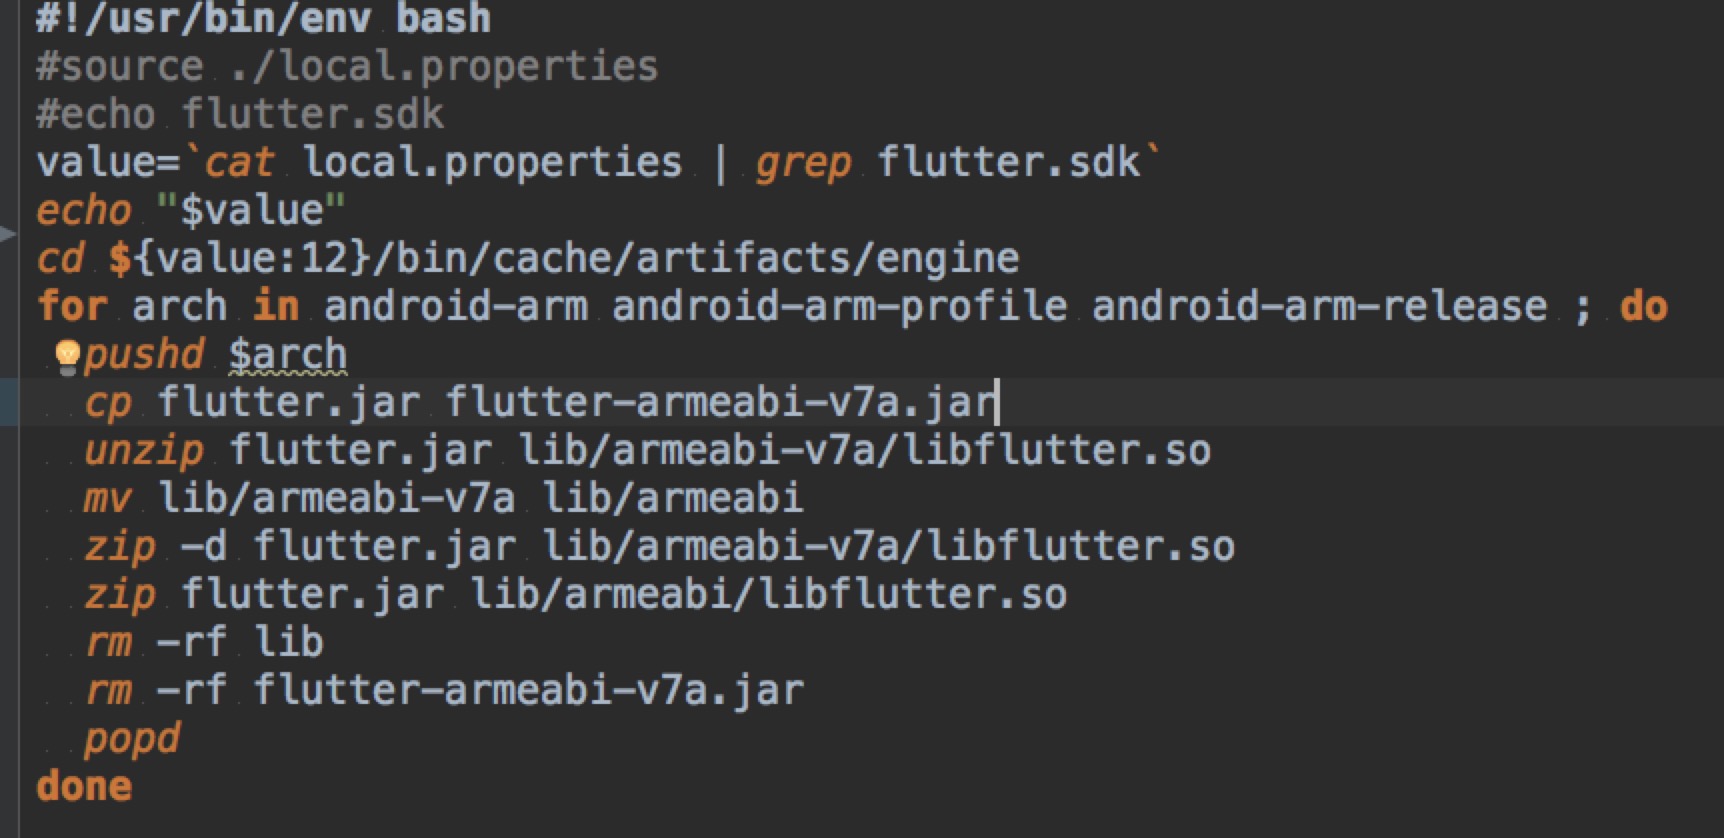 #!/usr/bin/env bash
#source ./local.properties
#echo flutter.sdk
value=`cat local.properties | grep flutter.sdk`
echo "$value"
cd ${value:12}/bin/cache/artifacts/engine
for arch in android-arm android-arm-profile android-arm-release ; do
  pushd $arch
  cp flutter.jar flutter-armeabi-v7a.jar
  unzip flutter.jar lib/armeabi-v7a/libflutter.so
  mv lib/armeabi-v7a lib/armeabi
  zip -d flutter.jar lib/armeabi-v7a/libflutter.so
  zip flutter.jar lib/armeabi/libflutter.so
  rm -rf lib
  rm -rf flutter-armeabi-v7a.jar
  popd
done